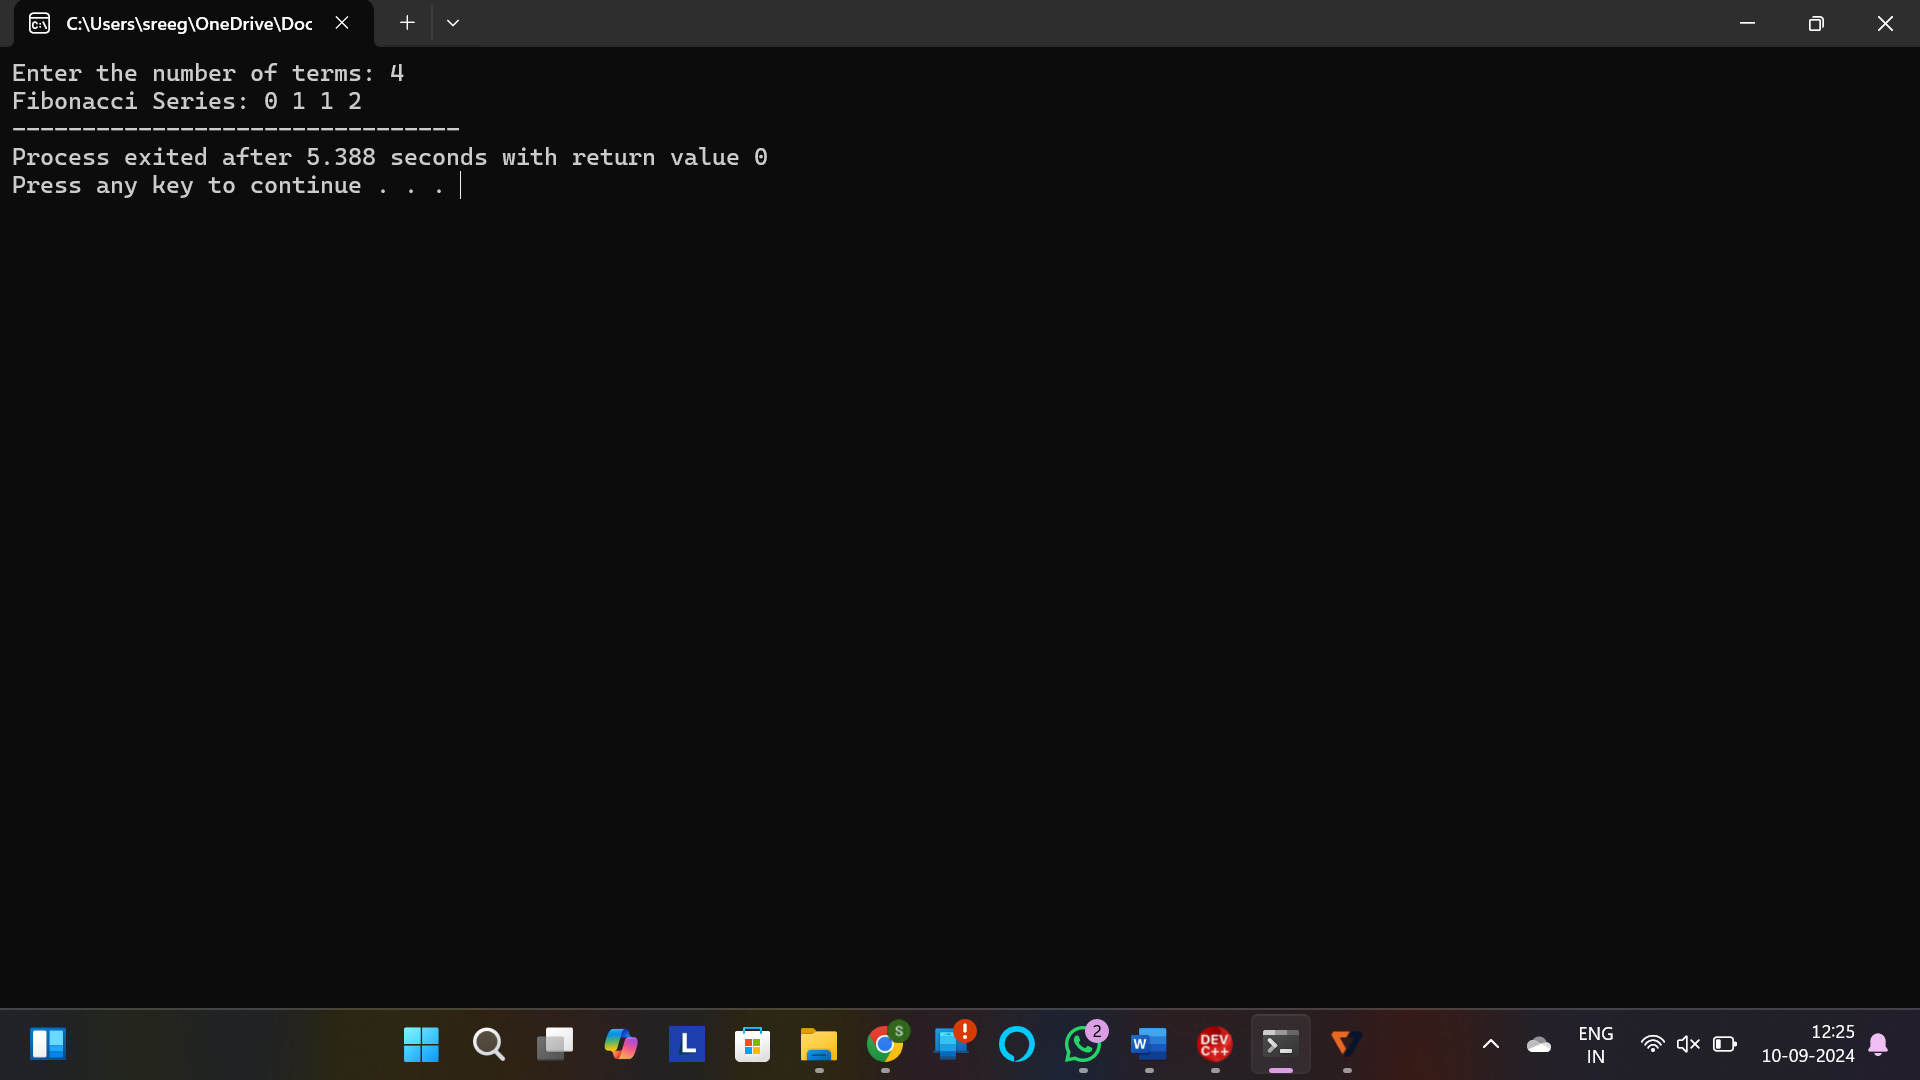 C:\Users\sreeg\OneDrive\Doc
Enter the number of terms: 4
Fibonacci Series: 0 1 1 2
--------------------------------
Process exited after 5.388 seconds with return value 0
Press any key to continue . . .
L
S
2
W
DEV
C++
ENG
IN
12:25
10-09-2024